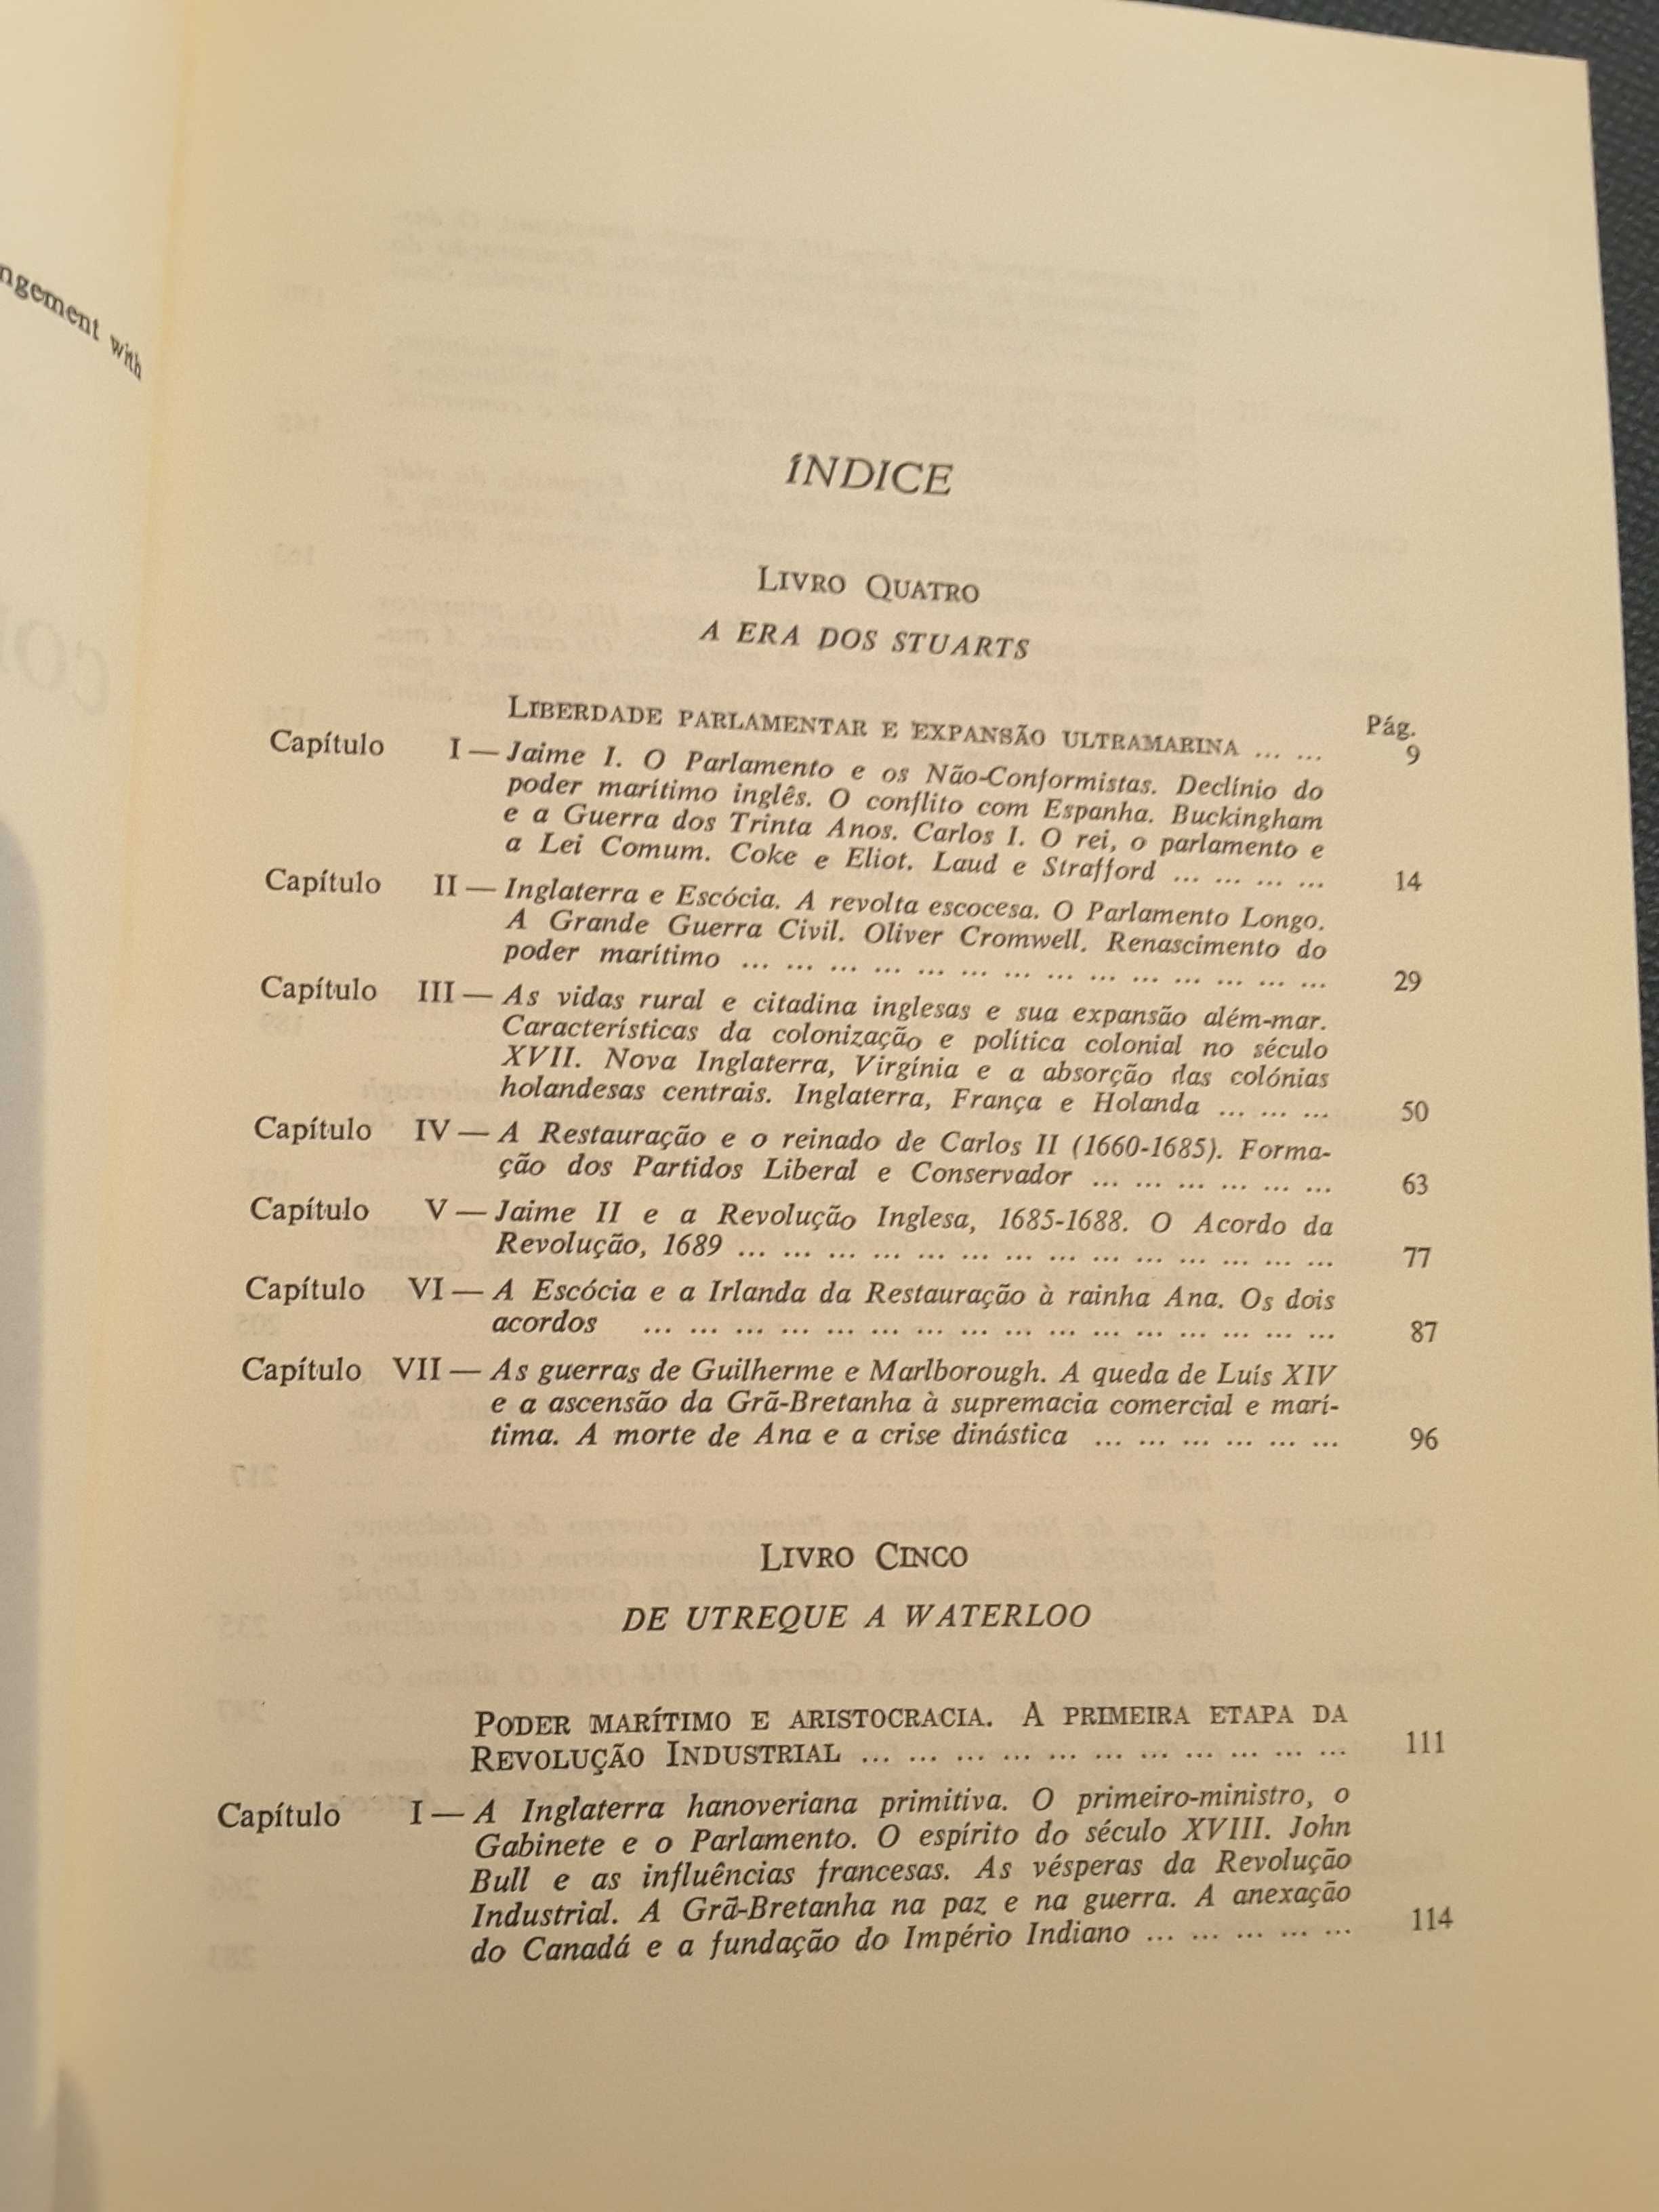 ngement with
ÍNDICE
LIVRO QUATRO
A ERA DOS STUARTS
Pág.
LIBERDADE PARLAMENTAR E EXPANSÃO ULTRAMARINA ... ... 9
Capítulo I — Jaime I. O Parlamento e os Não-Conformistas. Declínio do
poder marítimo inglês. O conflito com Espanha. Buckingham
e a Guerra dos Trinta Anos. Carlos I. O rei, o parlamento e
a Lei Comum. Coke e Eliot. Laud e Strafford ... ... ... ... 14
Capítulo II — Inglaterra e Escócia. A revolta escocesa. O Parlamento Longo.
A Grande Guerra Civil. Oliver Cromwell. Renascimento do
poder marítimo ... ... ... ... ... ... ... ... ... ... ... ... ... ... 29
Capítulo III — As vidas rural e citadina inglesas e sua expansão além-mar.
Características da colonização e política colonial no século
XVII. Nova Inglaterra, Virgínia e a absorção das colónias
holandesas centrais. Inglaterra, França e Holanda ... ... ... 50
Capítulo IV — A Restauração e o reinado de Carlos II (1660-1685). Forma-
ção dos Partidos Liberal e Conservador ... ... ... ... ... ... 63
Capítulo V — Jaime II e a Revolução Inglesa, 1685-1688. O Acordo da
Revolução, 1689 ... ... ... ... ... ... ... ... ... ... ... ... ... ... 77
Capítulo VI — A Escócia e a Irlanda da Restauração à rainha Ana. Os dois
acordos ... ... ... ... ... ... ... ... ... ... ... ... ... ... ... ... 87
Capítulo VII — As guerras de Guilherme e Marlborough. A queda de Luís XIV
e a ascensão da Grã-Bretanha à supremacia comercial e marí-
tima. A morte de Ana e a crise dinástica ... ... ... ... ... ... 96
LIVRO CINCO
DE UTREQUE A WATERLOO
PODER MARÍTIMO E ARISTOCRACIA. A PRIMEIRA ETAPA DA
REVOLUÇÃO INDUSTRIAL ... ... ... ... ... ... ... ... ... ... ... 111
Capítulo I — A Inglaterra hanoveriana primitiva. O primeiro-ministro, o
Gabinete e o Parlamento. O espírito do século XVIII. John
Bull e as influências francesas. As vésperas da Revolução
Industrial. A Grã-Bretanha na paz e na guerra. A anexação
do Canadá e a fundação do Império Indiano ... ... ... ... ... 114